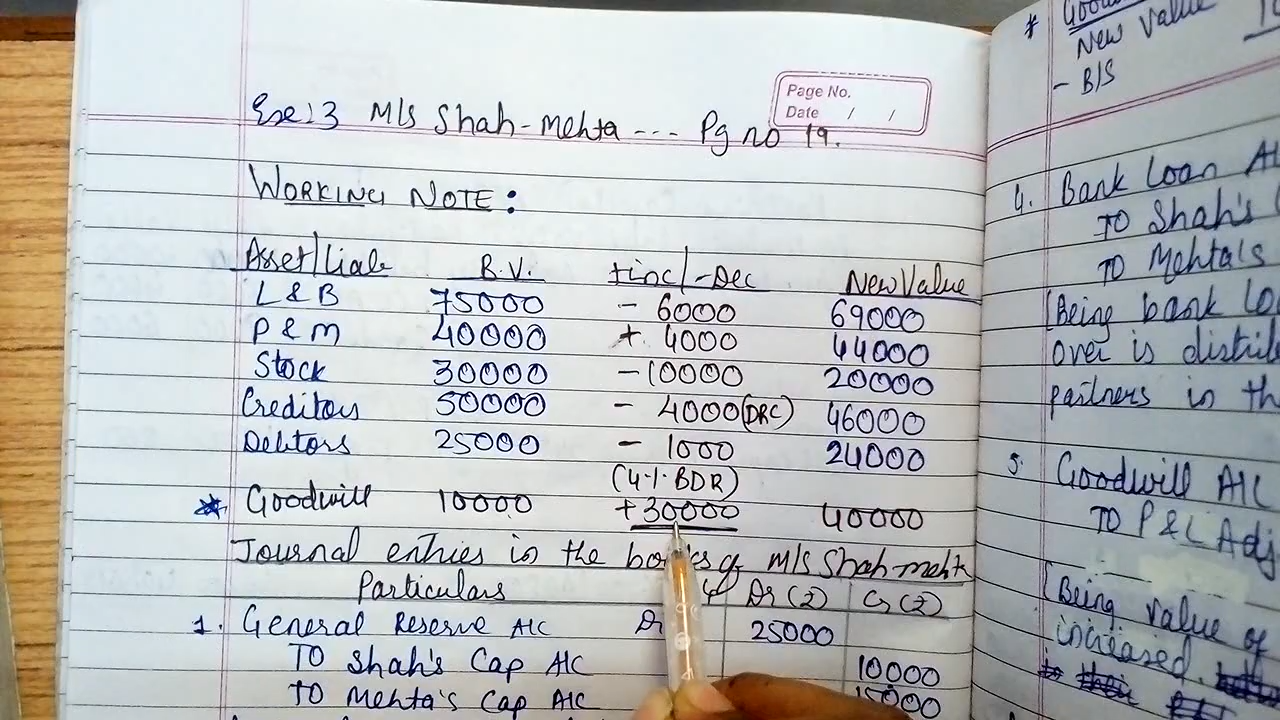 Page No.
Date / /
Exe: 3 M/s Shah-Mehta --- Pg no 19.
WORKING NOTE:
Asset/Liab B.V. +inc/-Dec New Value
L & B 75000 - 6000 69000
P & M 40000 + 4000 44000
Stock 30000 -10000 20000
Creditors 50000 - 4000(DRC) 46000
Debtors 25000 - 1000 24000
(4% BDR)
Goodwill 10000 +30000 40000
Journal entries in the books of M/s Shah-meht
Particulars Dr (₹) Cr (₹)
1. General Reserve A/C Dr 25000
TO Shah's Cap A/C 10000
TO Mehta's Cap A/C 15000
New Value
- B/S
4. Bank Loan A/
TO Shah's
TO Mehta's
(Being bank Lo
over is distrib
partners in th
5. Goodwill A/C
TO P & L Adj
(Being value of
increased